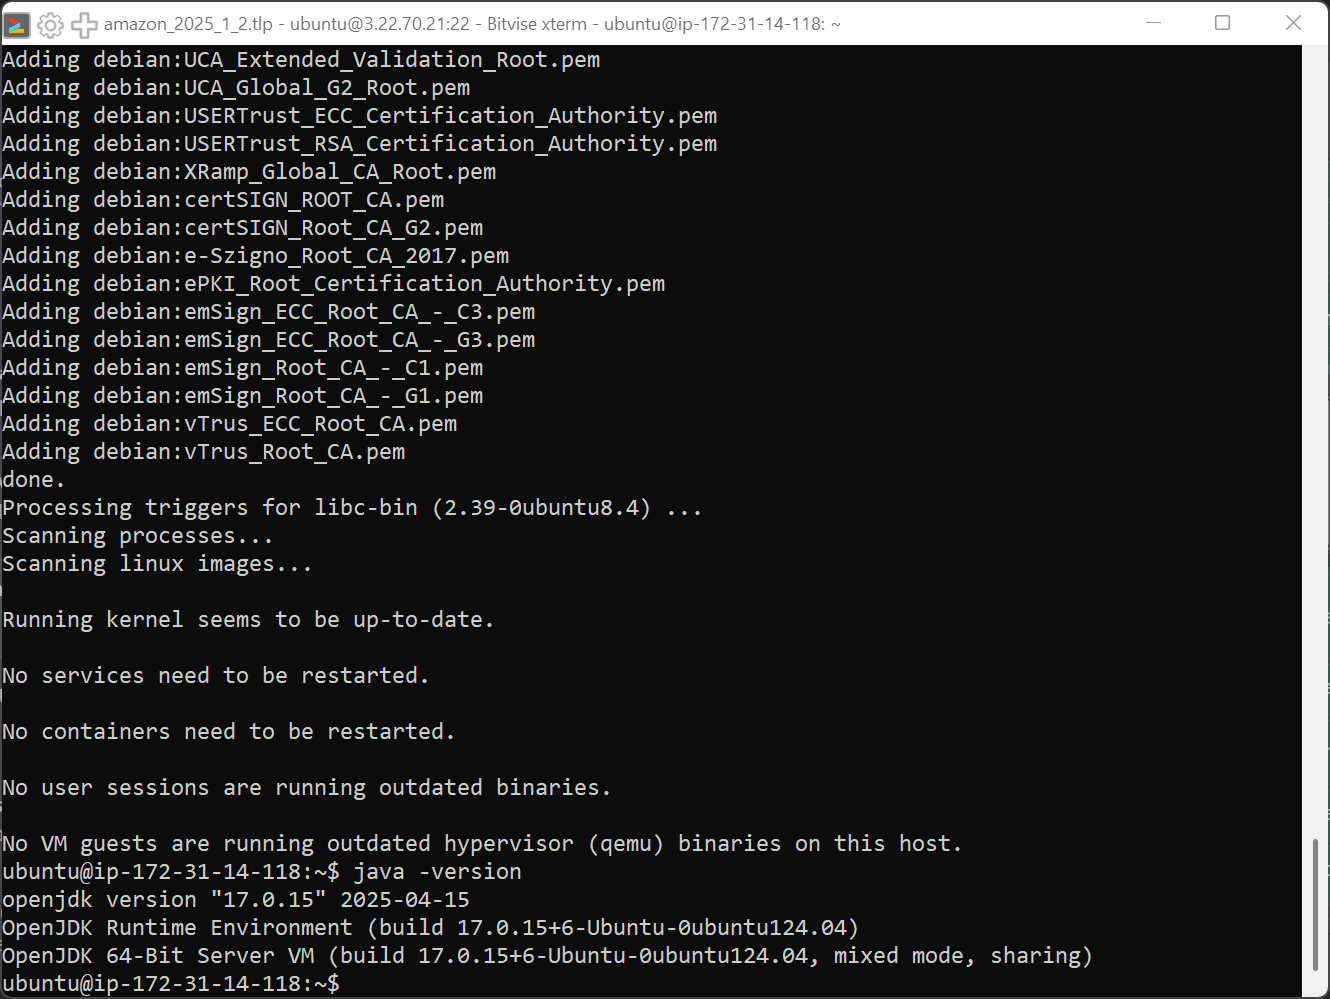 amazon_2025_1_2.tlp - ubuntu@3.22.70.21:22 - Bitvise xterm - ubuntu@ip-172-31-14-118: ~
Adding debian:UCA_Extended_Validation_Root.pem
Adding debian:UCA_Global_G2_Root.pem
Adding debian:USERTrust_ECC_Certification_Authority.pem
Adding debian:USERTrust_RSA_Certification_Authority.pem
Adding debian:XRamp_Global_CA_Root.pem
Adding debian:certSIGN_ROOT_CA.pem
Adding debian:certSIGN_Root_CA_G2.pem
Adding debian:e-Szigno_Root_CA_2017.pem
Adding debian:ePKI_Root_Certification_Authority.pem
Adding debian:emSign_ECC_Root_CA_-_C3.pem
Adding debian:emSign_ECC_Root_CA_-_G3.pem
Adding debian:emSign_Root_CA_-_C1.pem
Adding debian:emSign_Root_CA_-_G1.pem
Adding debian:vTrus_ECC_Root_CA.pem
Adding debian:vTrus_Root_CA.pem
done.
Processing triggers for libc-bin (2.39-0ubuntu8.4) ...
Scanning processes...
Scanning linux images...
Running kernel seems to be up-to-date.
No services need to be restarted.
No containers need to be restarted.
No user sessions are running outdated binaries.
No VM guests are running outdated hypervisor (qemu) binaries on this host.
ubuntu@ip-172-31-14-118:~$ java -version
openjdk version "17.0.15" 2025-04-15
OpenJDK Runtime Environment (build 17.0.15+6-Ubuntu-0ubuntu124.04)
OpenJDK 64-Bit Server VM (build 17.0.15+6-Ubuntu-0ubuntu124.04, mixed mode, sharing)
ubuntu@ip-172-31-14-118:~$